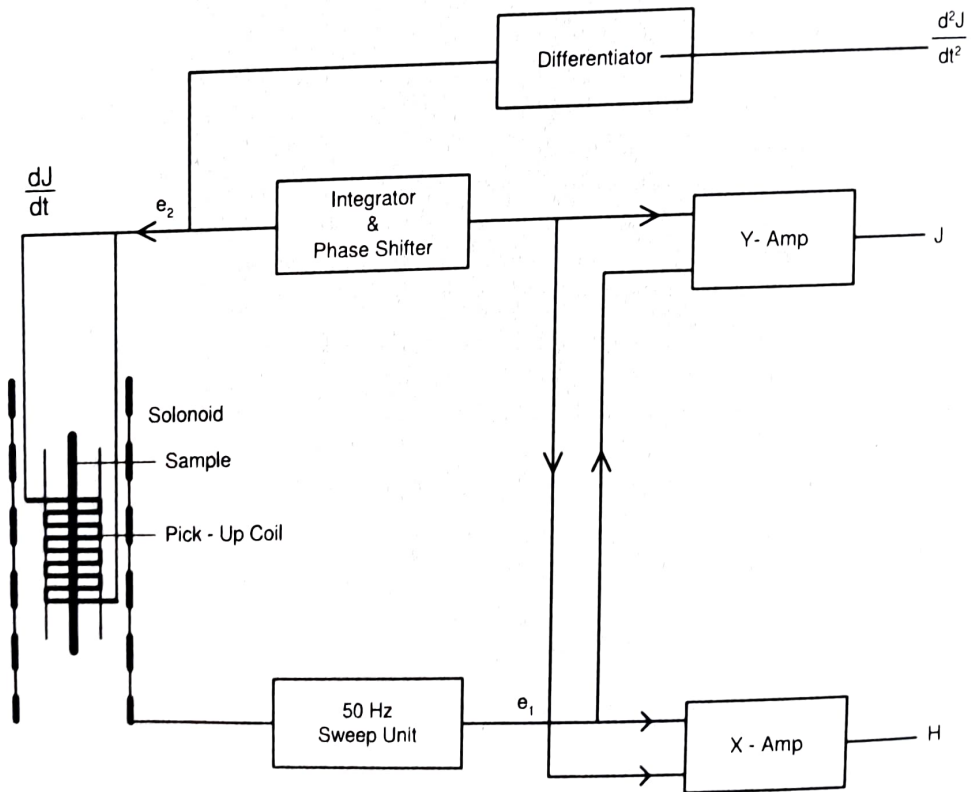 d²J
dt²
Differentiator
dJ
dt
e₂
Integrator
&
Phase Shifter
Y- Amp
J
Solonoid
Sample
Pick - Up Coil
50 Hz
Sweep Unit
e₁
X - Amp
H